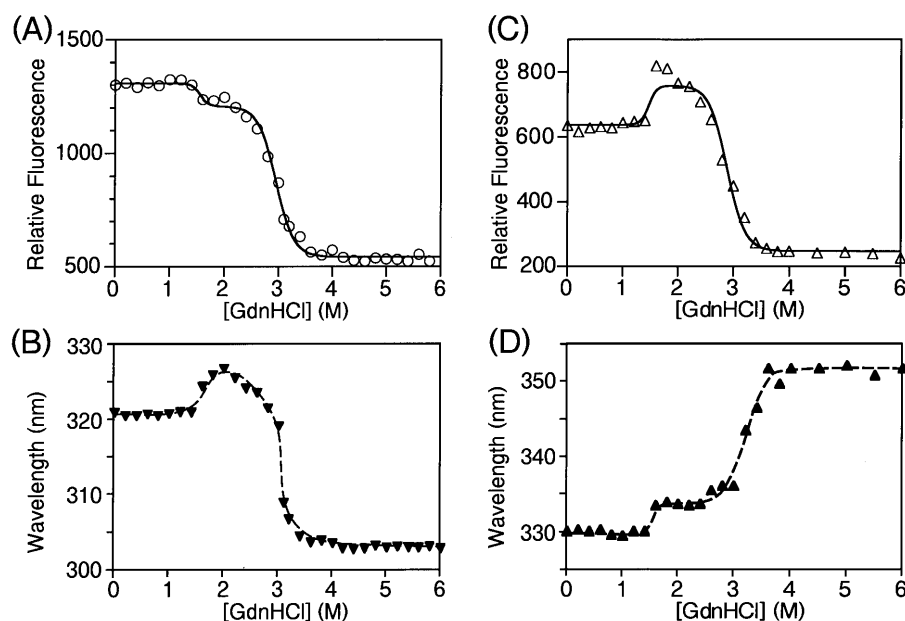 (A)
1500
1000
500
Relative Fluorescence
0 1 2 3 4 5 6
[GdnHCl] (M)
(C)
800
600
400
200
Relative Fluorescence
0 1 2 3 4 5 6
[GdnHCl] (M)
(B)
330
320
305
300
Wavelength (nm)
0 1 2 3 4 5 6
[GdnHCl] (M)
(D)
350
340
330
Wavelength (nm)
0 1 2 3 4 5 6
[GdnHCl] (M)